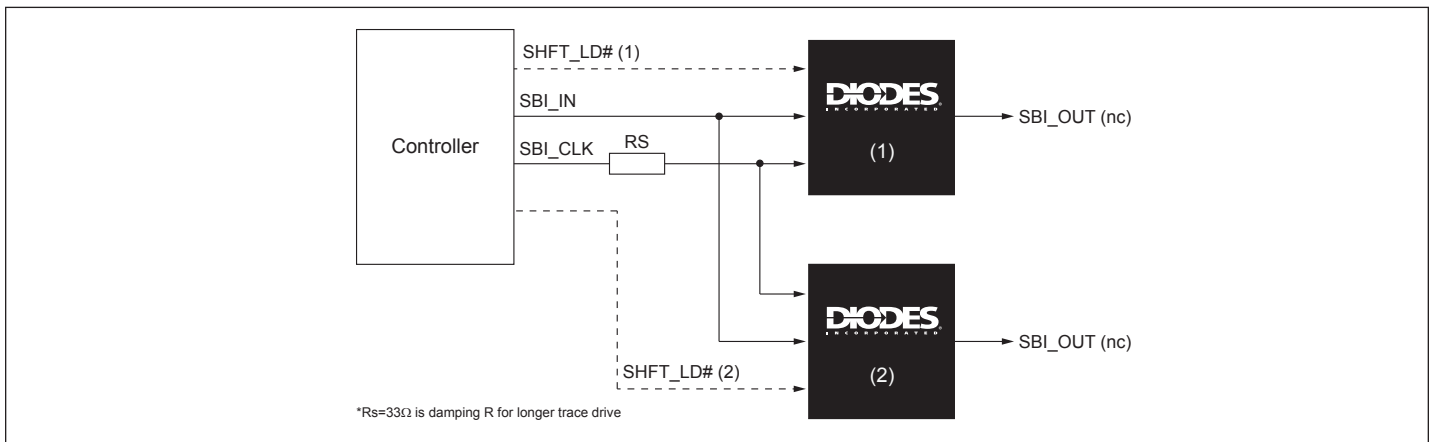 SHFT_LD# (1)
SBI_IN
Controller
SBI_CLK
RS
DIODES
INCORPORATED
(1)
SBI_OUT (nc)
DIODES
INCORPORATED
(2)
SBI_OUT (nc)
SHFT_LD# (2)
*Rs=33Ω is damping R for longer trace drive